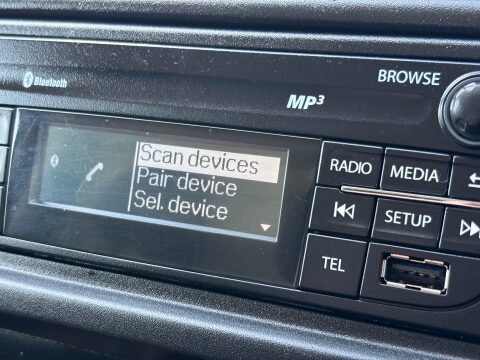 Bluetooth
BROWSE
MP3
Scan devices
Pair device
Sel. device
RADIO
MEDIA
SETUP
TEL